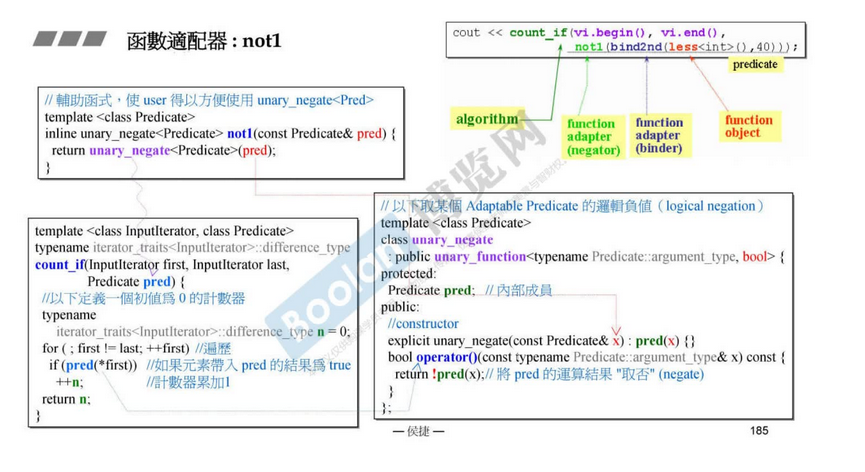 函數適配器 : not1
cout << count_if(vi.begin(), vi.end(),
not1(bind2nd(less<int>(),40)));
predicate
algorithm
function
adapter
(negator)
function
adapter
(binder)
function
object
// 輔助函式，使 user 得以方便使用 unary_negate<Pred>
template <class Predicate>
inline unary_negate<Predicate> not1(const Predicate& pred) {
return unary_negate<Predicate>(pred);
}
template <class InputIterator, class Predicate>
typename iterator_traits<InputIterator>::difference_type
count_if(InputIterator first, InputIterator last,
Predicate pred) {
//以下定義一個初值為 0 的計數器
typename
iterator_traits<InputIterator>::difference_type n = 0;
for ( ; first != last; ++first) //遍歷
if (pred(*first)) //如果元素帶入 pred 的結果為 true
++n; //計數器累加1
return n;
}
// 以下取某個 Adaptable Predicate 的邏輯負值（logical negation）
template <class Predicate>
class unary_negate
: public unary_function<typename Predicate::argument_type, bool> {
protected:
Predicate pred; // 內部成員
public:
//constructor
explicit unary_negate(const Predicate& x) : pred(x) {}
bool operator()(const typename Predicate::argument_type& x) const {
return !pred(x);// 將 pred 的運算結果 "取否" (negate)
}
};
Boolan
博览网
— 侯捷 —
185